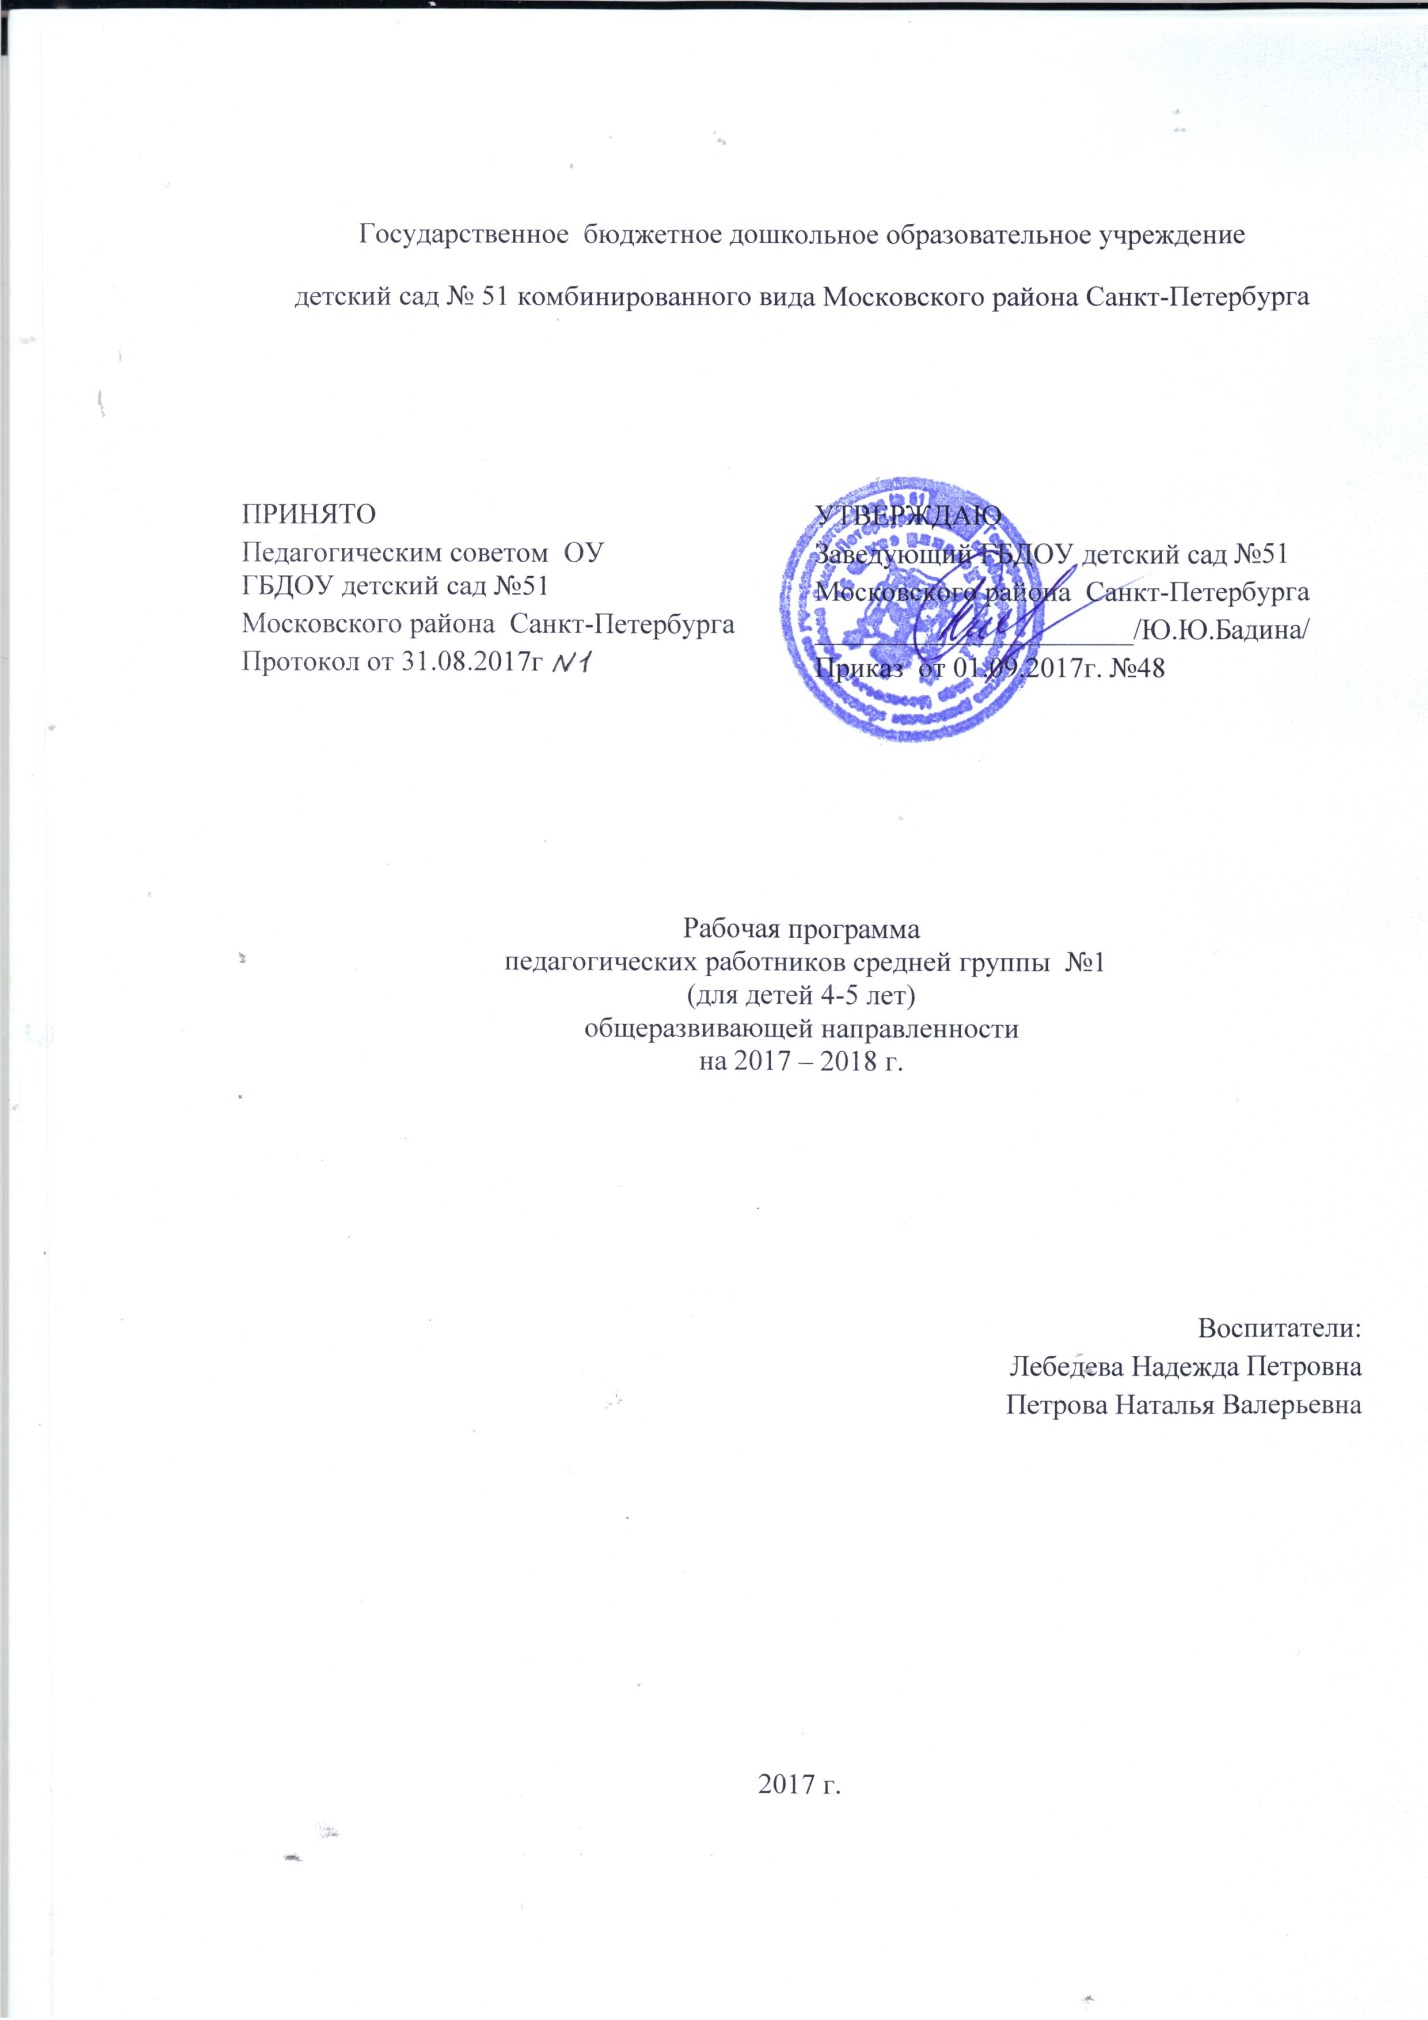 Государственное бюджетное дошкольное образовательное учреждение
детский сад № 51 комбинированного вида Московского района Санкт-Петербурга
ПРИНЯТО
Педагогическим советом ОУ
ГБДОУ детский сад №51
Московского района Санкт-Петербурга
Протокол от 31.08.2017г №1
УТВЕРЖДАЮ
Заведующий ГБДОУ детский сад №51
Московского района Санкт-Петербурга
/Ю.Ю.Бадина/
Приказ от 01.09.2017г. №48
Рабочая программа
педагогических работников средней группы №1
(для детей 4-5 лет)
общеразвивающей направленности
на 2017 – 2018 г.
Воспитатели:
Лебедева Надежда Петровна
Петрова Наталья Валерьевна
2017 г.